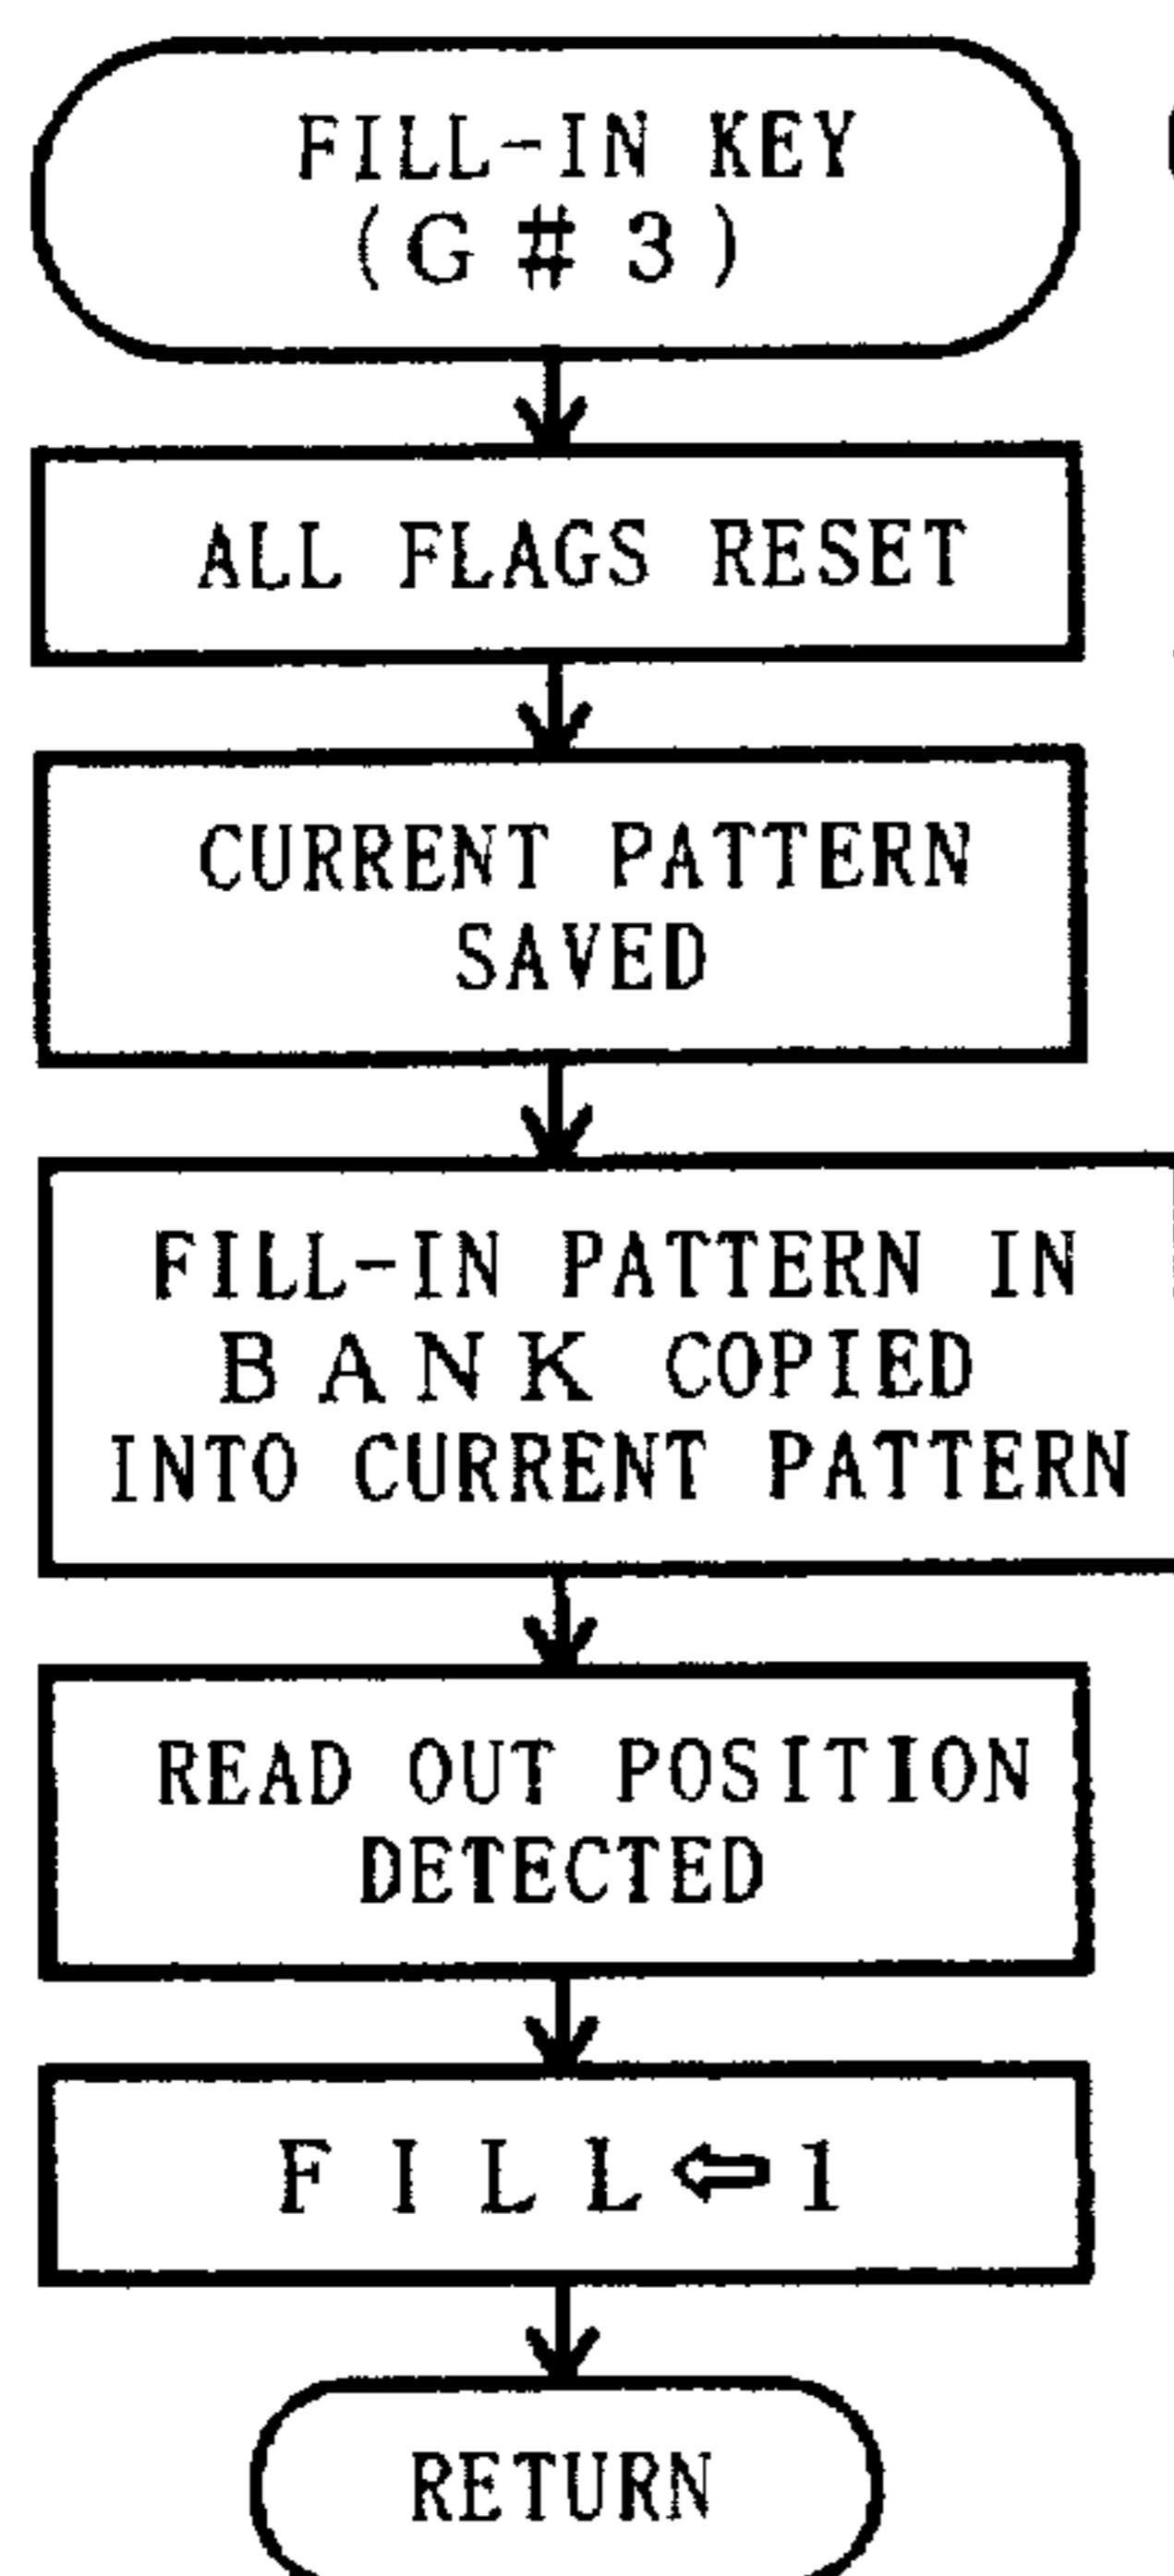 FILL-IN KEY
(G#3)
ALL FLAGS RESET
CURRENT PATTERN
SAVED
FILL-IN PATTERN IN
BANK COPIED
INTO CURRENT PATTERN
READ OUT POSITION
DETECTED
FILL⇦1
RETURN